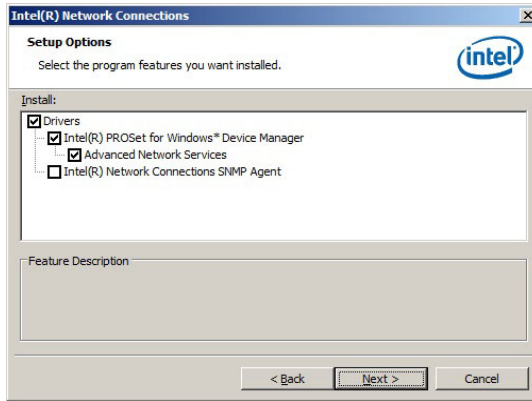 Intel(R) Network Connections
Setup Options
Select the program features you want installed.
intel
Install:
Drivers
Intel(R) PROSet for Windows* Device Manager
Advanced Network Services
Intel(R) Network Connections SNMP Agent
Feature Description
< Back
Next >
Cancel